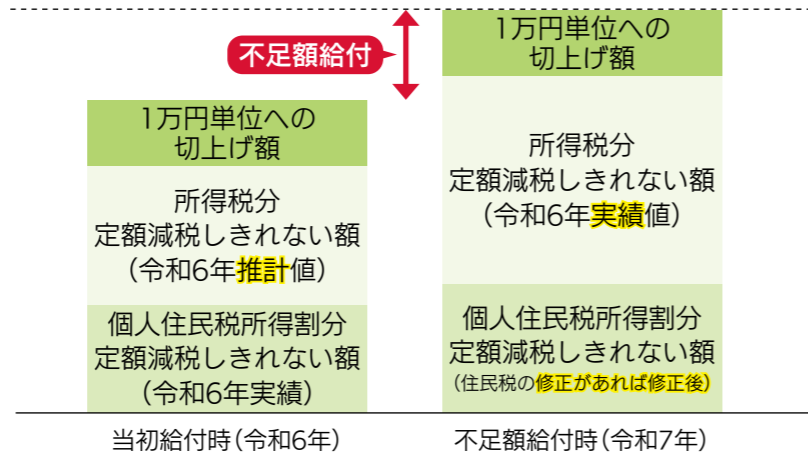 不足額給付
1万円単位への
切上げ額
所得税分
定額減税しきれない額
(令和6年推計値)
個人住民税所得割分
定額減税しきれない額
(令和6年実績)
当初給付時(令和6年)
1万円単位への
切上げ額
所得税分
定額減税しきれない額
(令和6年実績値)
個人住民税所得割分
定額減税しきれない額
(住民税の修正があれば修正後)
不足額給付時(令和7年)